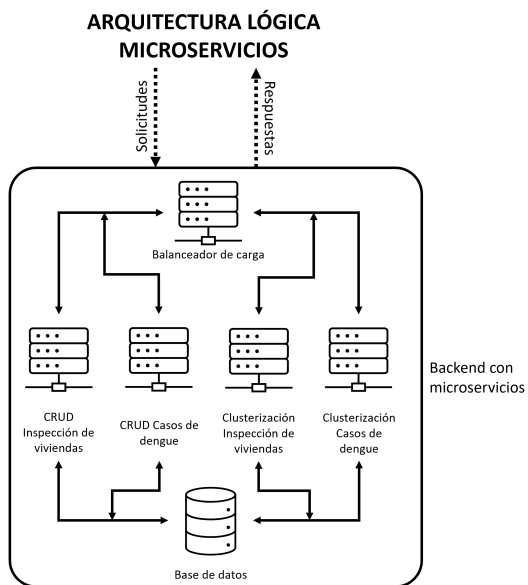 ARQUITECTURA LÓGICA
MICROSERVICIOS
Solicitudes
Respuestas
Balanceador de carga
CRUD
Inspección de
viviendas
CRUD Casos de
dengue
Clusterización
Inspección de
viviendas
Clusterización
Casos de
dengue
Backend con
microservicios
Base de datos